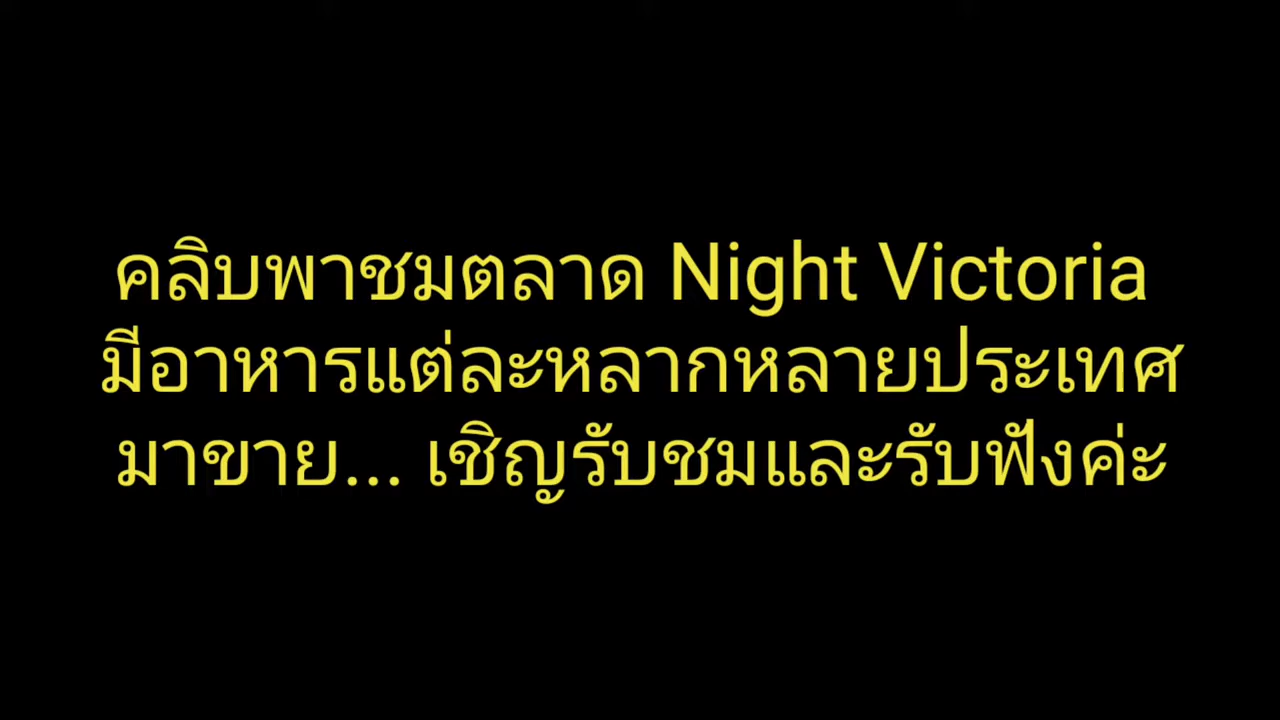 คลิบพาชมตลาด Night Victoria
มีอาหารแต่ละหลากหลายประเทศ
มาขาย... เชิญรับชมและรับฟังค่ะ